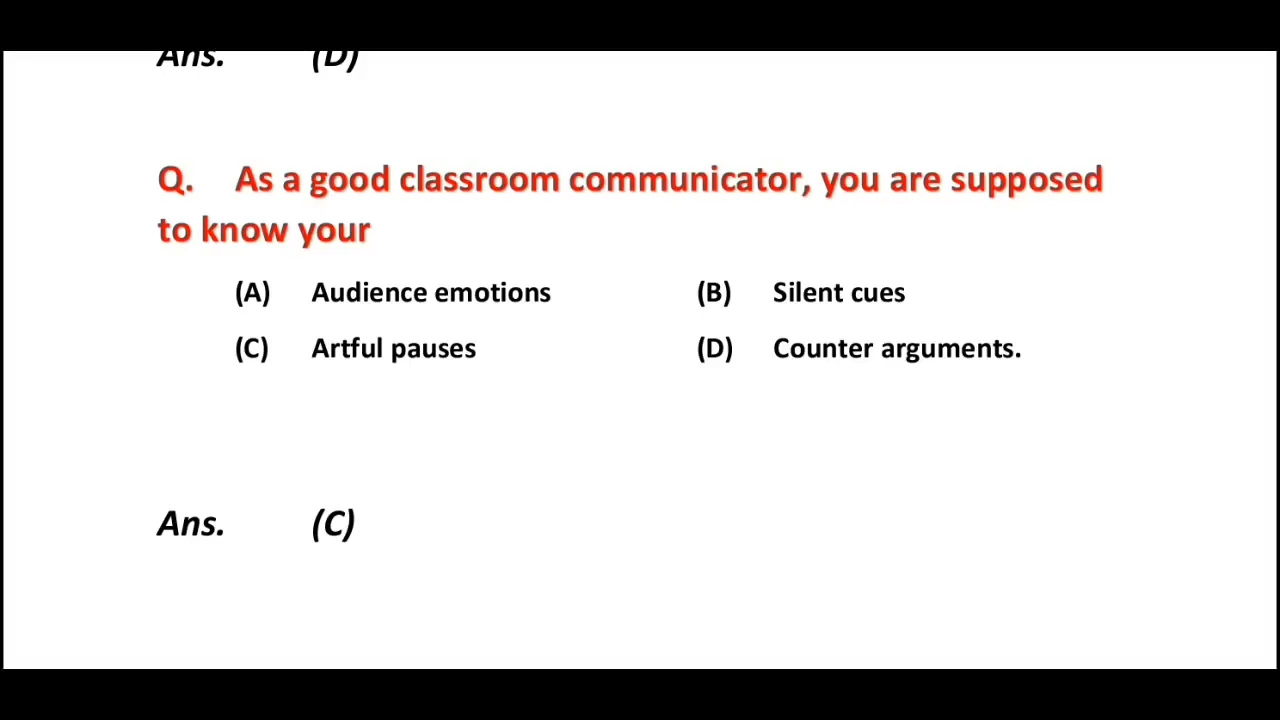 Ans. (D)
Q. As a good classroom communicator, you are supposed
to know your
(A) Audience emotions (B) Silent cues
(C) Artful pauses (D) Counter arguments.
Ans. (C)